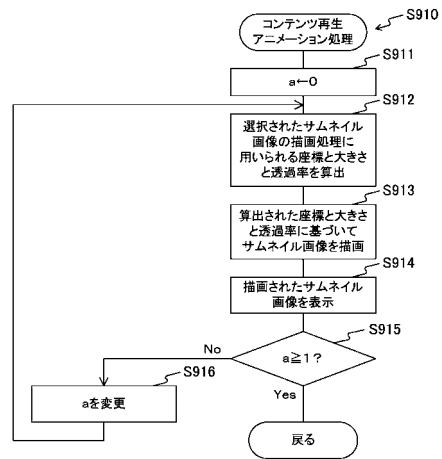 コンテンツ再生
アニメーション処理
S910
S911
a←0
S912
選択されたサムネイル
画像の描画処理に
用いられる座標と大きさ
と透過率を算出
S913
算出された座標と大きさ
と透過率に基づいて
サムネイル画像を描画
S914
描画されたサムネイル
画像を表示
S915
a≧1?
No
Yes
S916
aを変更
戻る